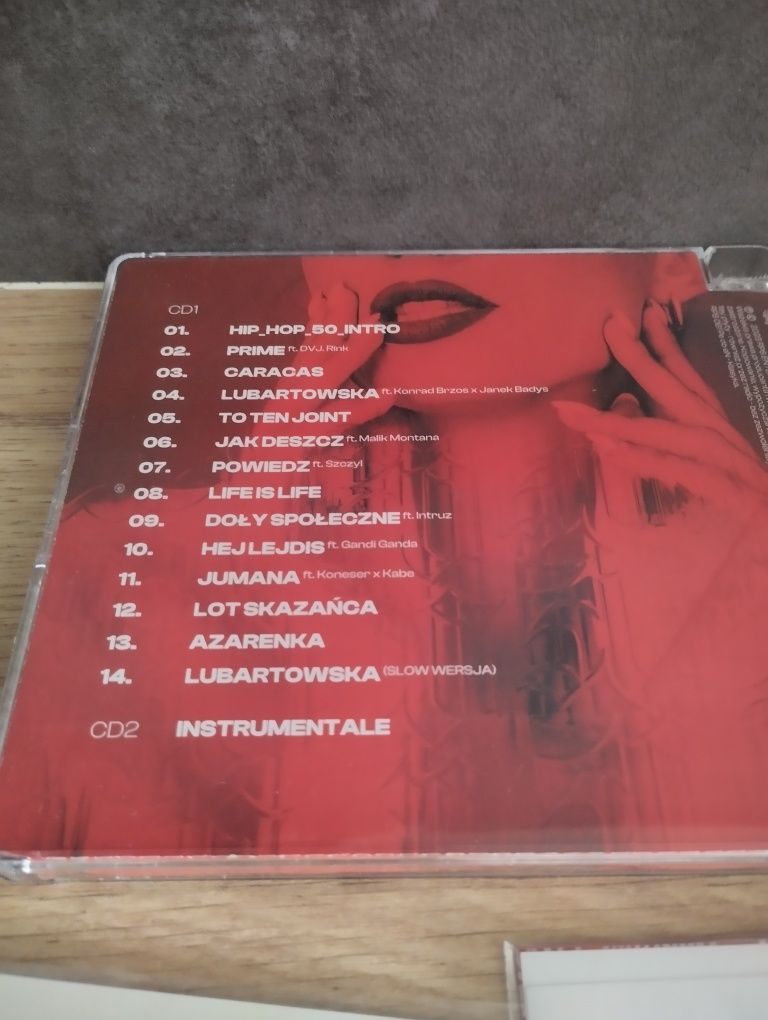 CD1
01. HIP_HOP_50_INTRO
02. PRIME ft. DVJ. Rink
03. CARACAS
04. LUBARTOWSKA ft. Konrad Brzos x Janek Badys
05. TO TEN JOINT
06. JAK DESZCZ ft. Malik Montana
07. POWIEDZ ft. Szczyl
08. LIFE IS LIFE
09. DOŁY SPOŁECZNE ft. Intruz
10. HEJ LEJDIS ft. Gandi Ganda
11. JUMANA ft. Koneser x Kabe
12. LOT SKAZAŃCA
13. AZARENKA
14. LUBARTOWSKA (SLOW WERSJA)
CD2 INSTRUMENTALE